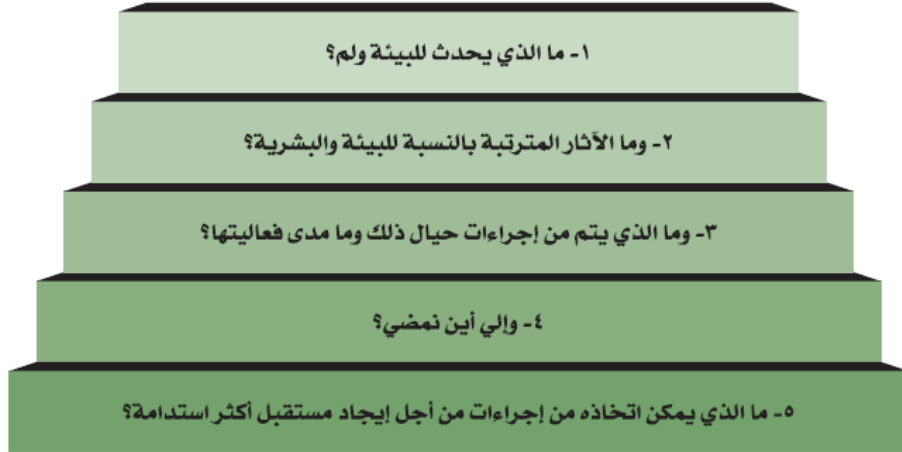 ١- ما الذي يحدث للبيئة ولم؟
٢- وما الآثار المترتبة بالنسبة للبيئة والبشرية؟
٣- وما الذي يتم من إجراءات حيال ذلك وما مدى فعاليتها؟
٤- وإلي أين نمضي؟
٥- ما الذي يمكن اتخاذه من إجراءات من أجل إيجاد مستقبل أكثر استدامة؟